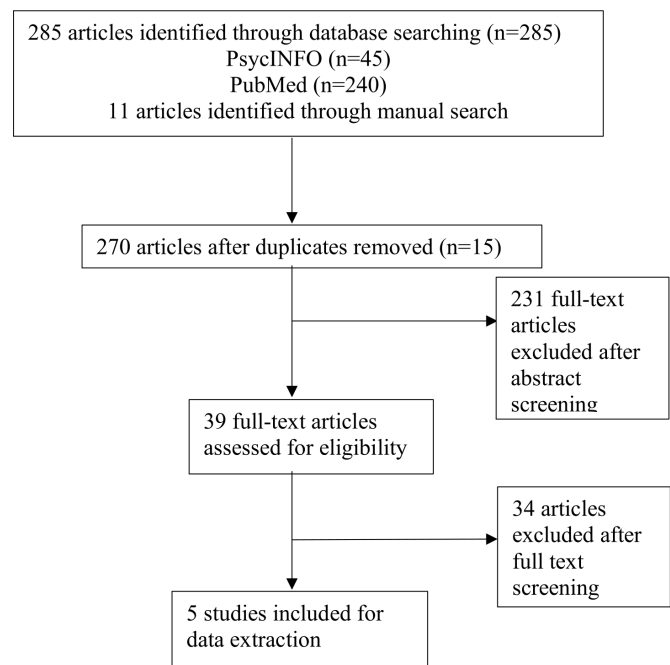 285 articles identified through database searching (n=285)
PsycINFO (n=45)
PubMed (n=240)
11 articles identified through manual search
270 articles after duplicates removed (n=15)
231 full-text
articles
excluded after
abstract
screening
39 full-text articles
assessed for eligibility
34 articles
excluded after
full text
screening
5 studies included for
data extraction